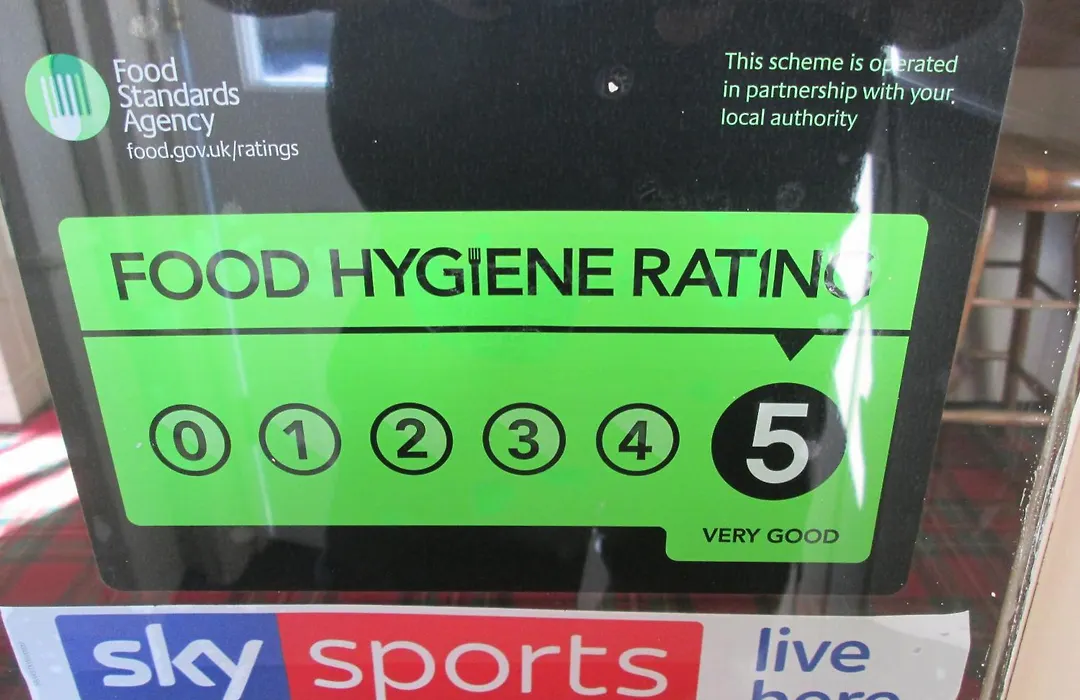 Food
Standards
Agency
food.gov.uk/ratings
This scheme is operated
in partnership with your
local authority
FOOD HYGIENE RATING
0 1 2 3 4 5
VERY GOOD
sky sports live
here